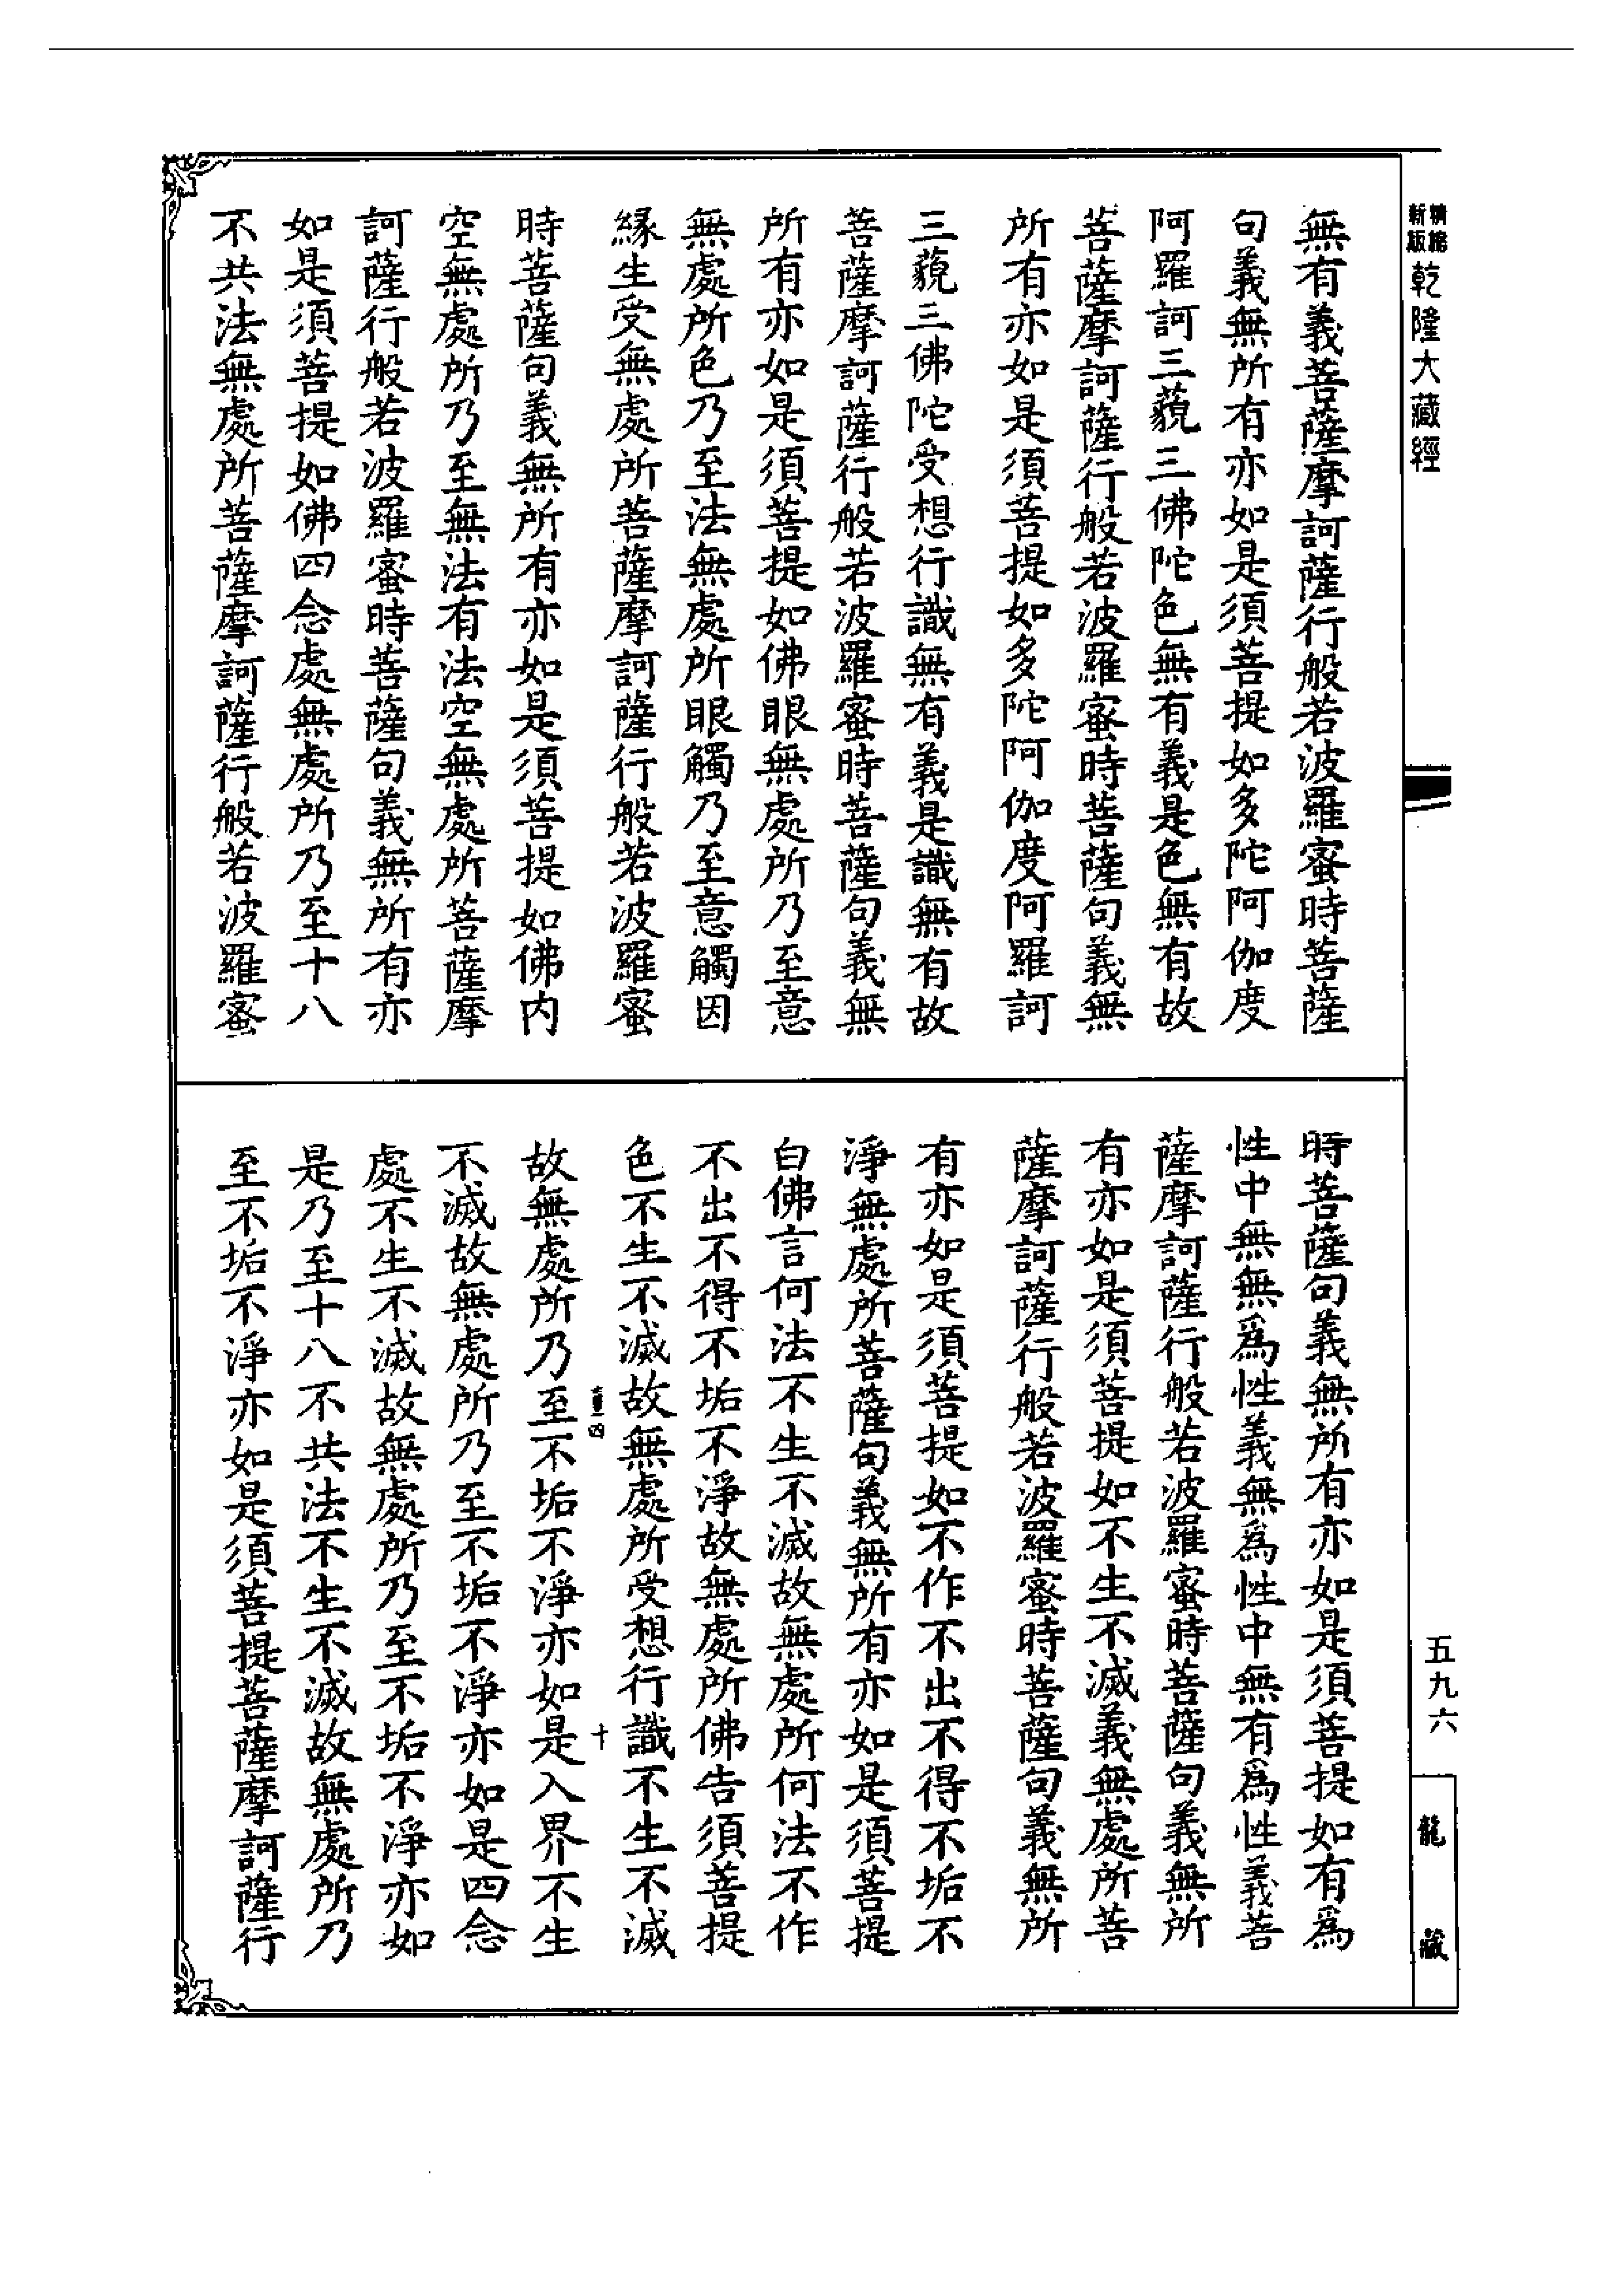 精縮新版乾隆大藏經
無有義菩薩摩訶薩行般若波羅蜜時菩薩
句義無所有亦如是須菩提如多陀阿伽度
阿羅訶三藐三佛陀色無有義是色無有故
菩薩摩訶薩行般若波羅蜜時菩薩句義無
所有亦如是須菩提如多陀阿伽度阿羅訶
三藐三佛陀受想行識無有義是識無有故
菩薩摩訶薩行般若波羅蜜時菩薩句義無
所有亦如是須菩提如佛眼無處所乃至意
無處所色乃至法無處所眼觸乃至意觸因
緣生受無處所菩薩摩訶薩行般若波羅蜜
時菩薩句義無所有亦如是須菩提如佛内
空無處所乃至無法有法空無處所菩薩摩
訶薩行般若波羅蜜時菩薩句義無所有亦
如是須菩提如佛四念處無處所乃至十八
不共法無處所菩薩摩訶薩行般若波羅蜜
時菩薩句義無所有亦如是須菩提如有爲
性中無無爲性義無爲性中無有爲性義菩
薩摩訶薩行般若波羅蜜時菩薩句義無所
有亦如是須菩提如不生不滅義無處所菩
薩摩訶薩行般若波羅蜜時菩薩句義無所
有亦如是須菩提如不作不出不得不垢不
淨無處所菩薩句義無所有亦如是須菩提
白佛言何法不生不滅故無處所何法不作
不出不得不垢不淨故無處所佛告須菩提
色不生不滅故無處所受想行識不生不滅
十
故無處所乃至不垢不淨亦如是入界不生
不滅故無處所乃至不垢不淨亦如是四念
處不生不滅故無處所乃至不垢不淨亦如
是乃至十八不共法不生不滅故無處所乃
至不垢不淨亦如是須菩提菩薩摩訶薩行
五九六
龍藏